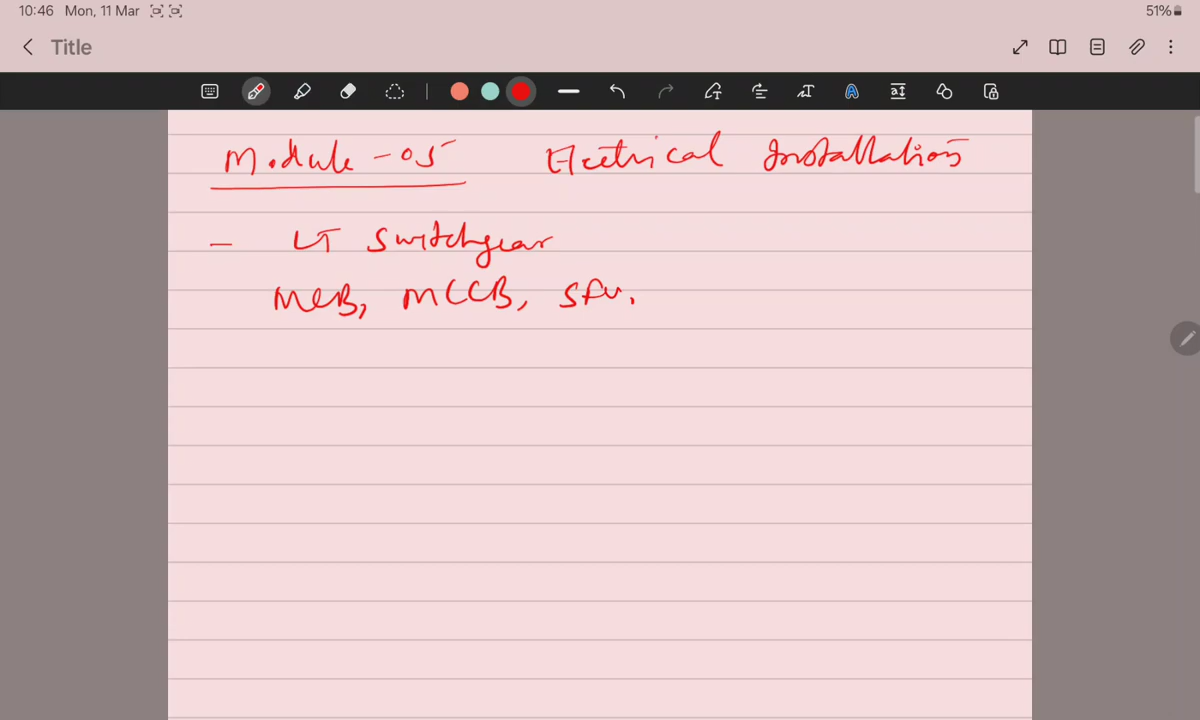 10:46 Mon, 11 Mar 51%
Title
Module - 05 Electrical Installations
- LT Switchgear
MCB, MCCB, SFU,